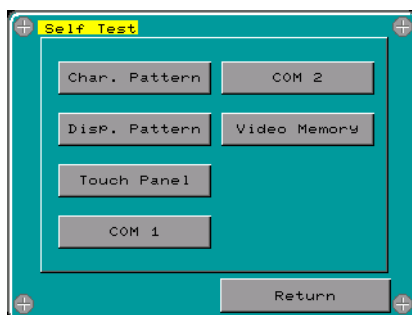 Self Test
Char. Pattern
COM 2
Disp. Pattern
Video Memory
Touch Panel
COM 1
Return